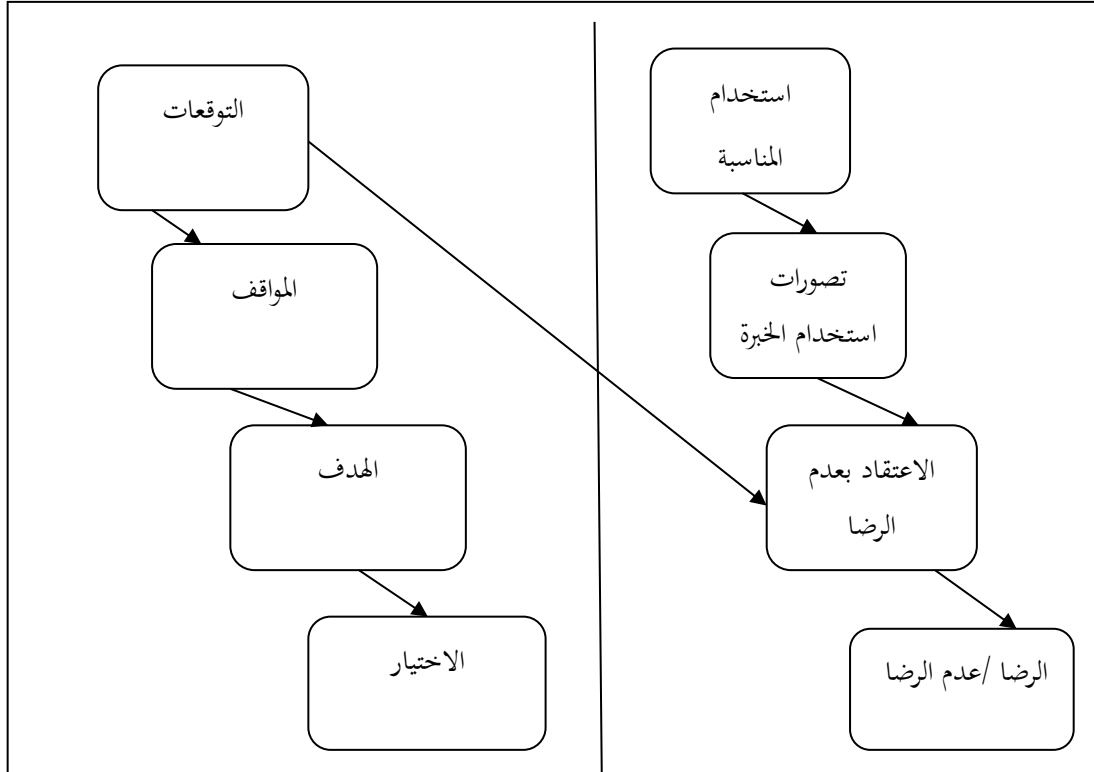 استخدام
المناسبة
تصورات
استخدام الخبرة
الاعتقاد بعدم
الرضا
الرضا /عدم الرضا
التوقعات
المواقف
الهدف
الاختيار